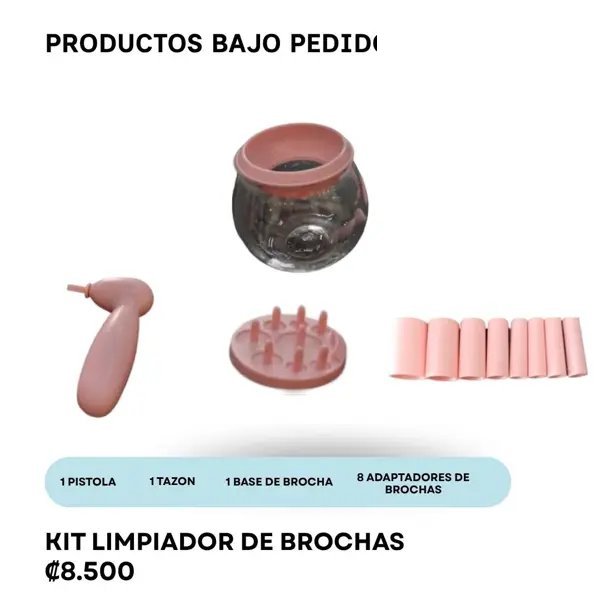 PRODUCTOS BAJO PEDIDO
1 PISTOLA
1 TAZON
1 BASE DE BROCHA
8 ADAPTADORES DE
BROCHAS
KIT LIMPIADOR DE BROCHAS
₡8.500